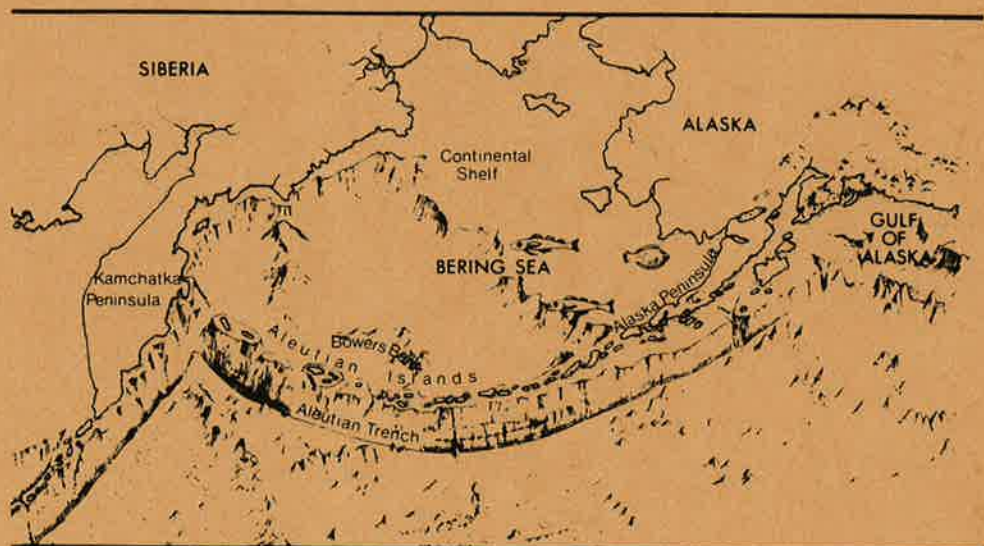 SIBERIA
ALASKA
Continental
Shelf
GULF
OF
ALASKA
BERING SEA
Kamchatka
Peninsula
Alaska Peninsula
Bowers Bank
Aleutian Islands
Aleutian Trench